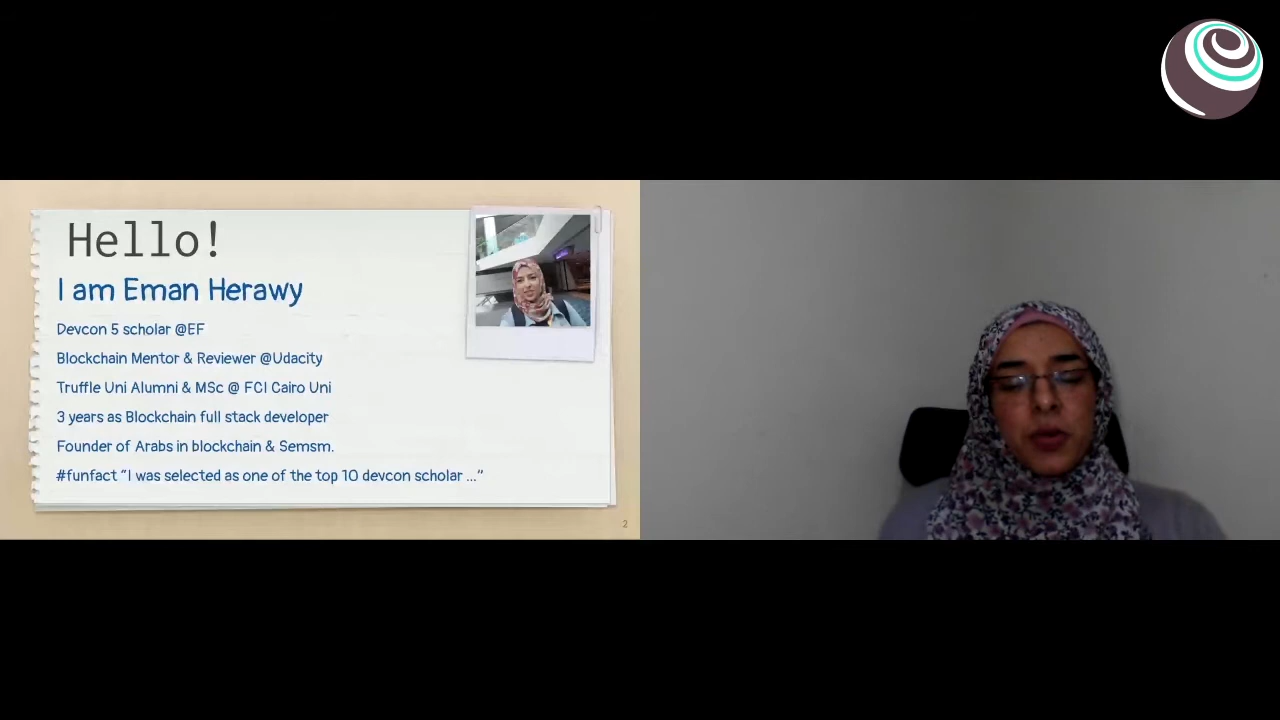 Hello!
I am Eman Herawy
Devcon 5 scholar @EF
Blockchain Mentor & Reviewer @Udacity
Truffle Uni Alumni & MSc @ FCI Cairo Uni
3 years as Blockchain full stack developer
Founder of Arabs in blockchain & Semsm.
#funfact “I was selected as one of the top 10 devcon scholar ...”
2